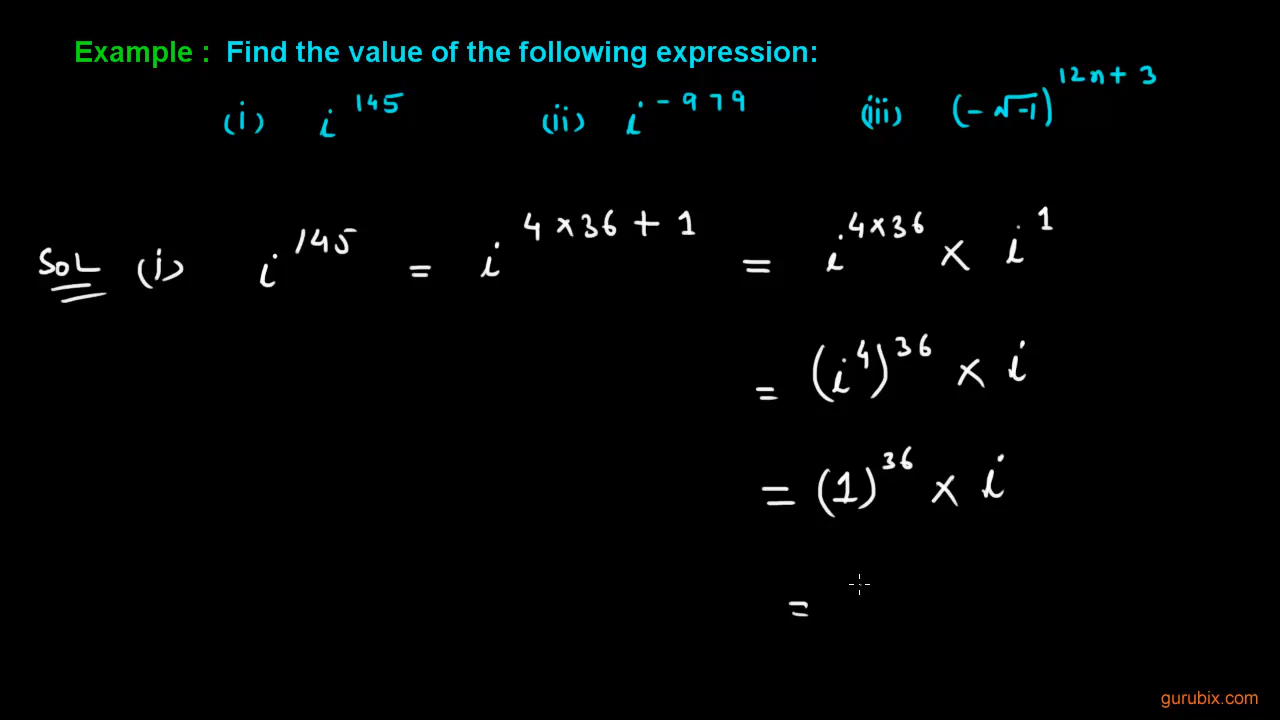 Example : Find the value of the following expression:
(i) i^145 (ii) i^-979 (iii) (-√-1)^12n+3
SOL (i) i^145 = i^4×36+1 = i^4×36 × i^1
= (i^4)^36 × i
= (1)^36 × i
=
gurubix.com